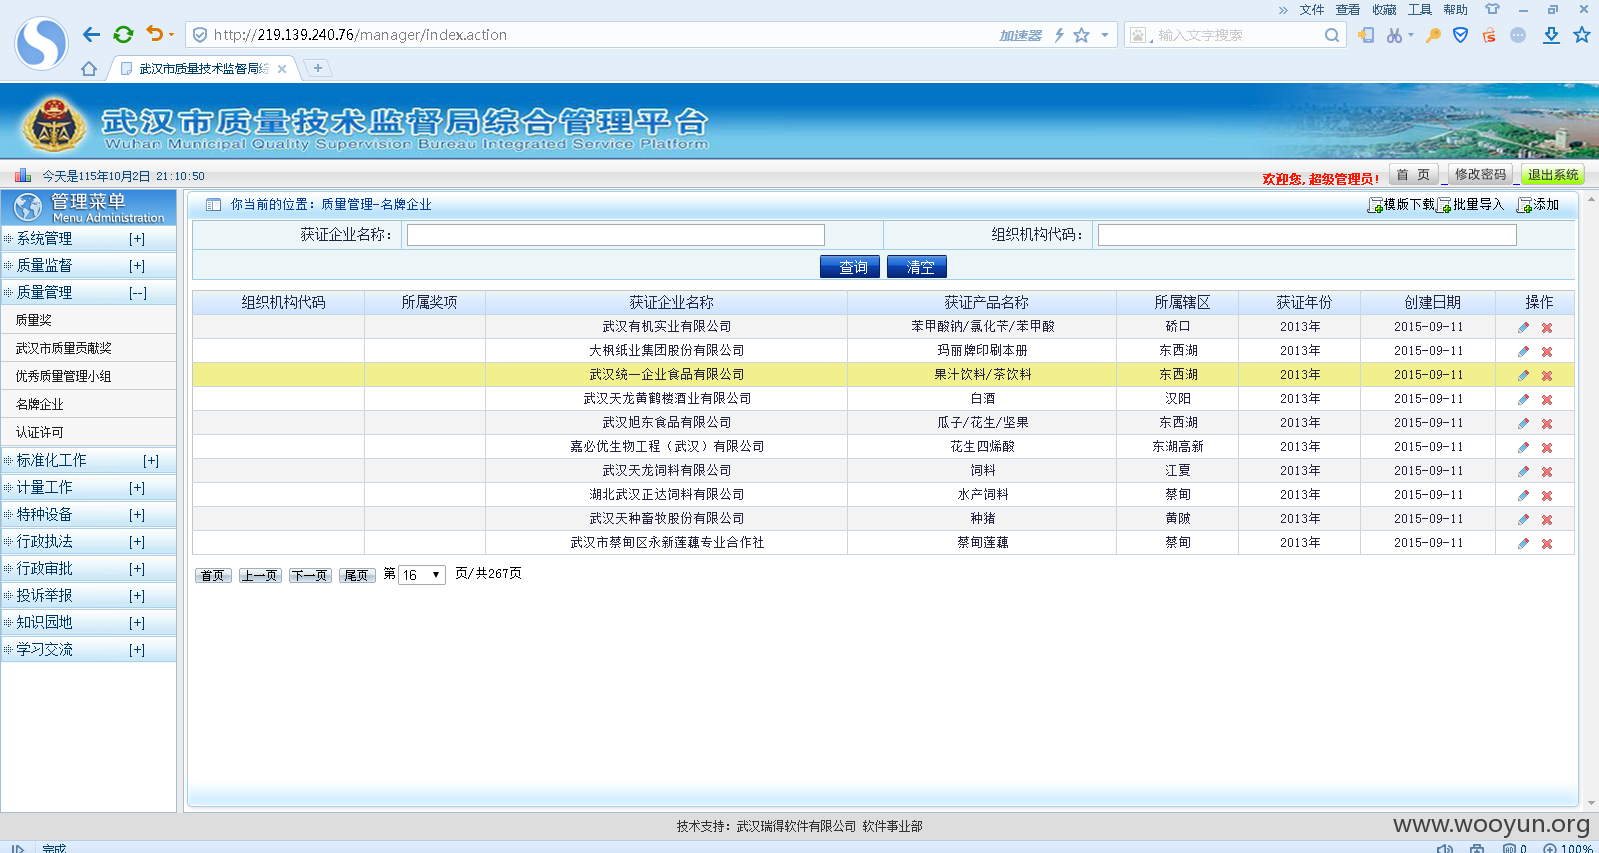 » 文件 查看 收藏 工具 帮助
http://219.139.240.76/manager/index.action 加速器 输入文字搜索
武汉市质量技术监督局综
武汉市质量技术监督局综合管理平台
Wuhan Municipal Quality Supervision Bureau Integrated Service Platform
今天是115年10月2日 21:10:50 欢迎您,超级管理员! 首 页 修改密码 退出系统
管理菜单
Menu Administration
系统管理 [+]
质量监督 [+]
质量管理 [--]
质量奖
武汉市质量贡献奖
优秀质量管理小组
名牌企业
认证许可
标准化工作 [+]
计量工作 [+]
特种设备 [+]
行政执法 [+]
行政审批 [+]
投诉举报 [+]
知识园地 [+]
学习交流 [+]
你当前的位置：质量管理-名牌企业 模版下载 批量导入 添加
获证企业名称： 组织机构代码：
查询 清空
组织机构代码 所属奖项 获证企业名称 获证产品名称 所属辖区 获证年份 创建日期 操作
武汉有机实业有限公司 苯甲酸钠/氯化苄/苯甲酸 硚口 2013年 2015-09-11
大枫纸业集团股份有限公司 玛丽牌印刷本册 东西湖 2013年 2015-09-11
武汉统一企业食品有限公司 果汁饮料/茶饮料 东西湖 2013年 2015-09-11
武汉天龙黄鹤楼酒业有限公司 白酒 汉阳 2013年 2015-09-11
武汉旭东食品有限公司 瓜子/花生/坚果 东西湖 2013年 2015-09-11
嘉必优生物工程（武汉）有限公司 花生四烯酸 东湖高新 2013年 2015-09-11
武汉天龙饲料有限公司 饲料 江夏 2013年 2015-09-11
湖北武汉正达饲料有限公司 水产饲料 蔡甸 2013年 2015-09-11
武汉天种畜牧股份有限公司 种猪 黄陂 2013年 2015-09-11
武汉市蔡甸区永新莲藕专业合作社 蔡甸莲藕 蔡甸 2013年 2015-09-11
首页 上一页 下一页 尾页 第 16 页/共267页
技术支持：武汉瑞得软件有限公司 软件事业部
www.wooyun.org
完成 0 100%